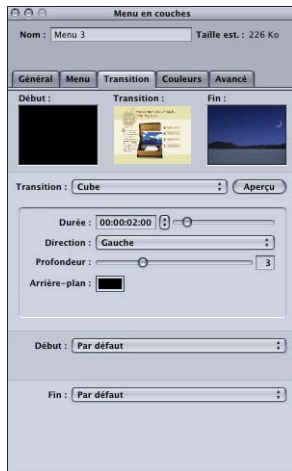 Menu en couches
Nom : Menu 3 Taille est. : 226 Ko
Général Menu Transition Couleurs Avancé
Début : Transition : Fin :
Transition : Cube Aperçu
Durée : 00:00:02:00
Direction : Gauche
Profondeur : 3
Arrière-plan :
Début : Par défaut
Fin : Par défaut